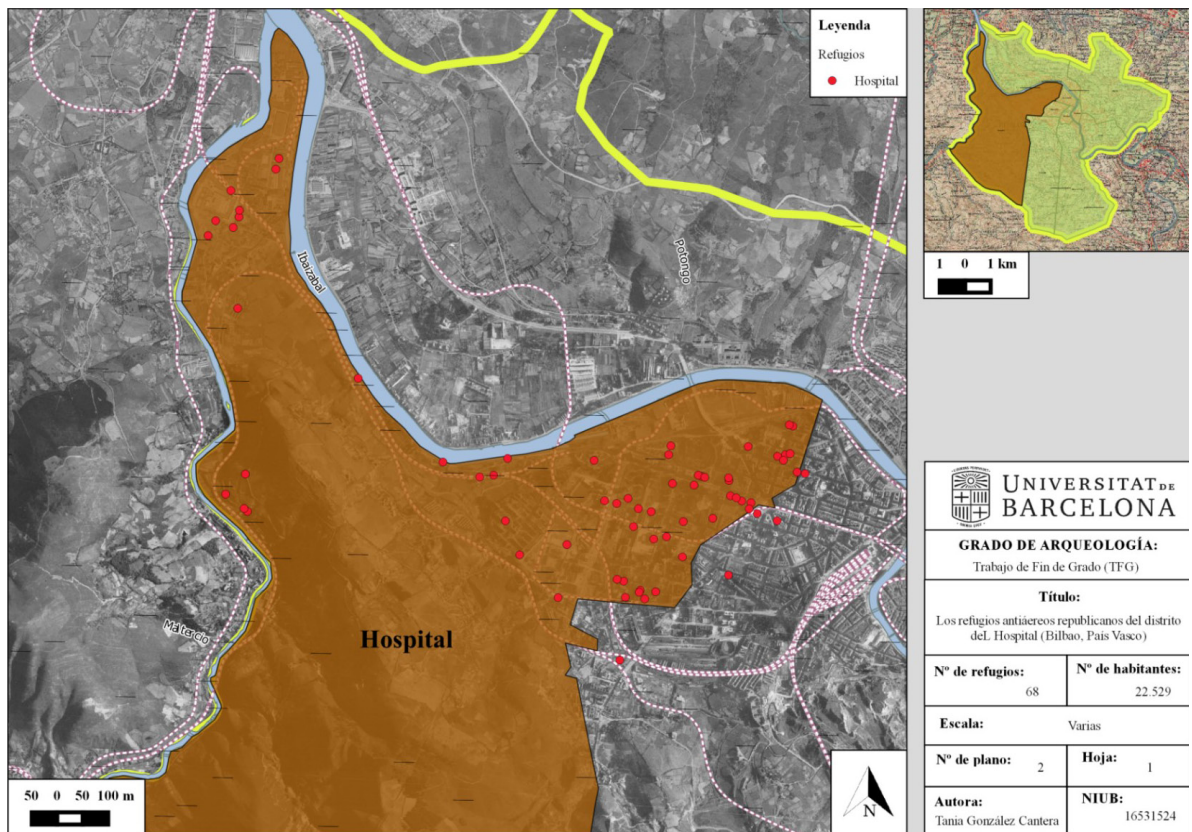 Leyenda
Refugios
Hospital
Ibaizabal
Potongo
Maltercio
Hospital
50 0 50 100 m
N
1 0 1 km
UNIVERSITAT DE
BARCELONA
GRADO DE ARQUEOLOGÍA:
Trabajo de Fin de Grado (TFG)
Título:
Los refugios antiáereos republicanos del distrito
deL Hospital (Bilbao, País Vasco)
Nº de refugios:
68
Nº de habitantes:
22.529
Escala:
Varias
Nº de plano:
2
Hoja:
1
Autora:
Tania González Cantera
NIUB:
16531524